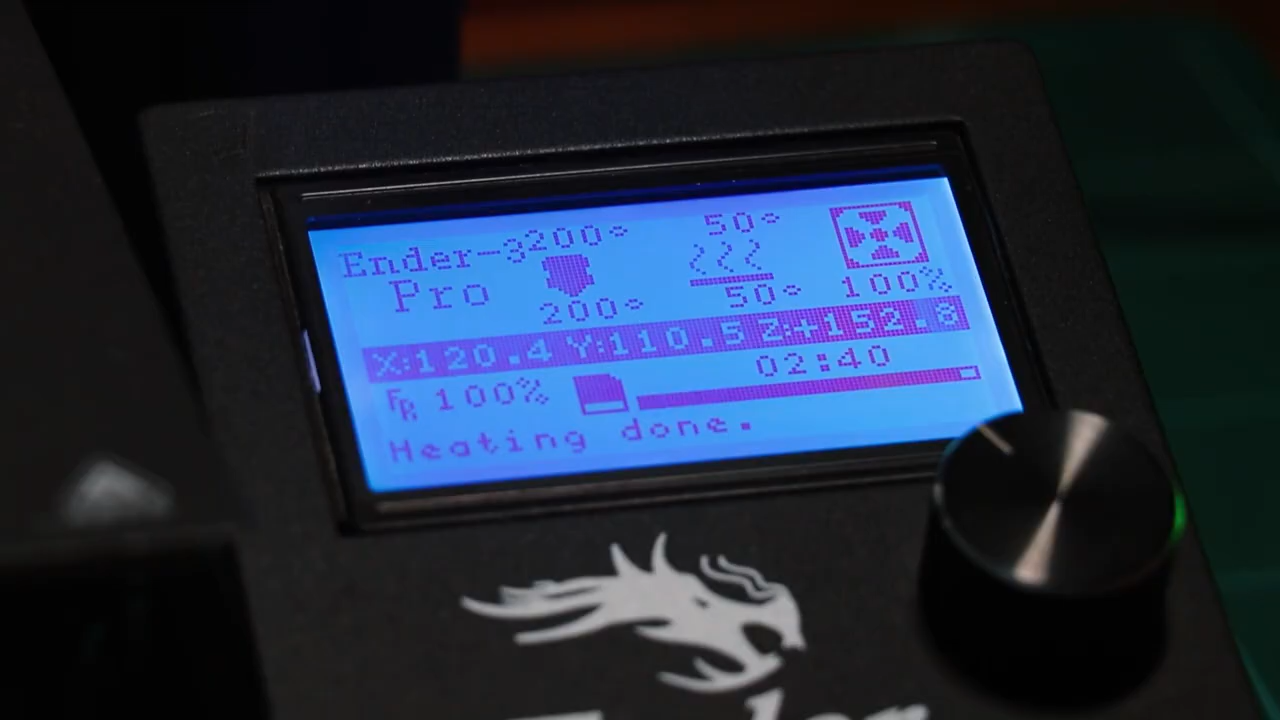 Ender-3 200° 50°
Pro
200° 50° 100%
X:120.4 Y:110.5 Z:+152.8
02:40
FR 100%
Heating done.